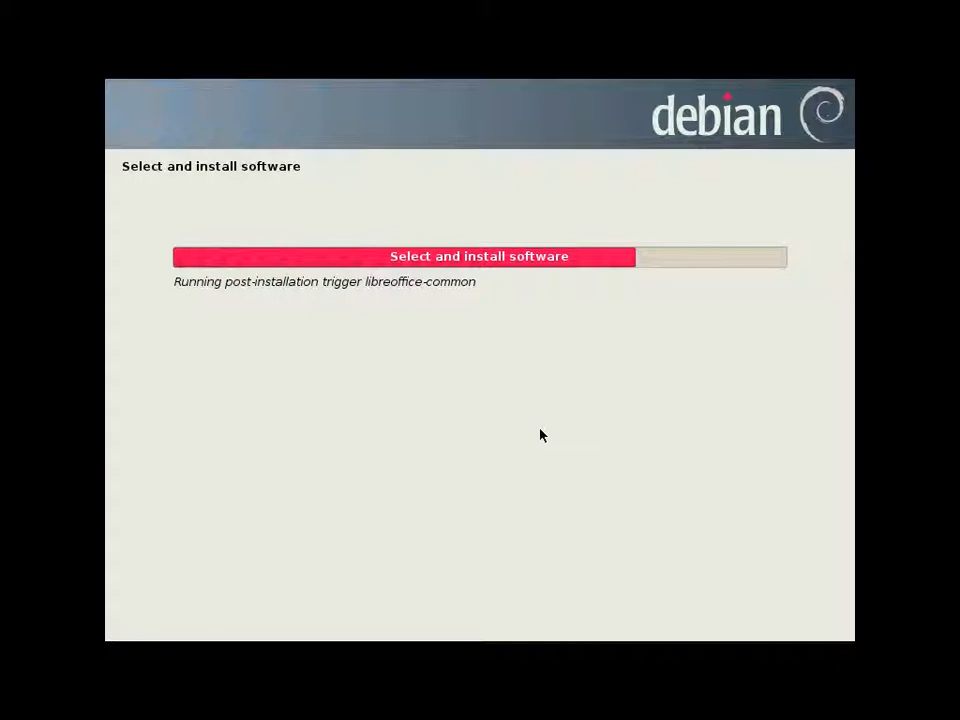 debian
Select and install software
Select and install software
Running post-installation trigger libreoffice-common